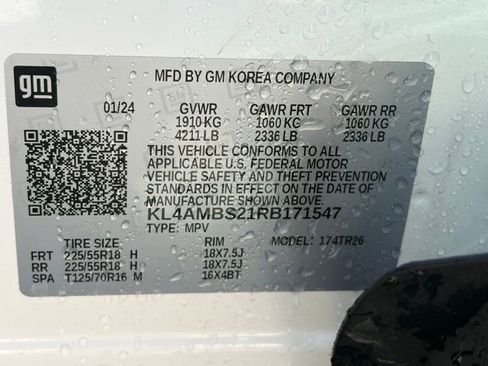 gm
MFD BY GM KOREA COMPANY
01/24 GVWR GAWR FRT GAWR RR
1910 KG 1060 KG 1060 KG
4211 LB 2336 LB 2336 LB
THIS VEHICLE CONFORMS TO ALL
APPLICABLE U.S. FEDERAL MOTOR
VEHICLE SAFETY AND THEFT PREVENTION
STANDARD IN EFFECT ON THE DATE OF
MANUFACTURE SHOWN ABOVE.
KL4AMBS21RB171547
TYPE: MPV
TIRE SIZE RIM MODEL: 174TR26
FRT 225/55R18 H 18X7.5J
RR 225/55R18 H 18X7.5J
SPA T125/70R16 M 16X4BT